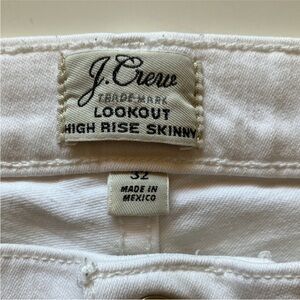 J.Crew
TRADE MARK
LOOKOUT
HIGH RISE SKINNY
32
MADE IN
MEXICO